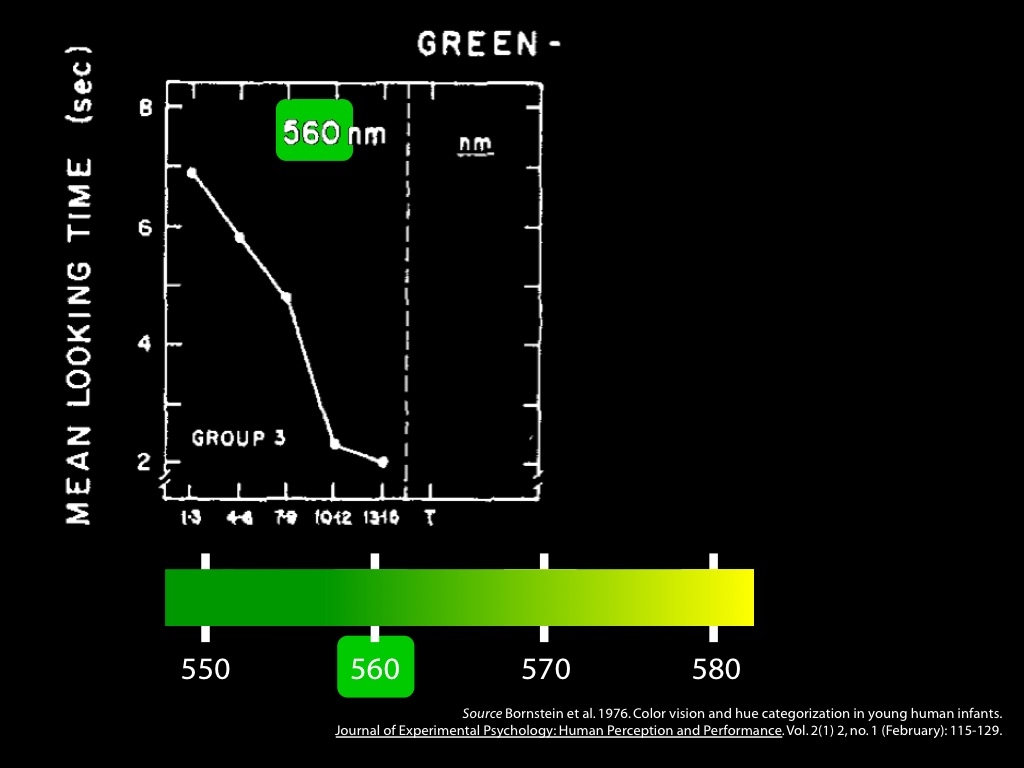 GREEN -
MEAN LOOKING TIME (sec)
8
6
4
2
560 nm
nm
GROUP 3
1-3 4-6 7-9 10-12 13-15 T
550 560 570 580
Source Bornstein et al. 1976. Color vision and hue categorization in young human infants.
Journal of Experimental Psychology: Human Perception and Performance. Vol. 2(1) 2, no. 1 (February): 115-129.